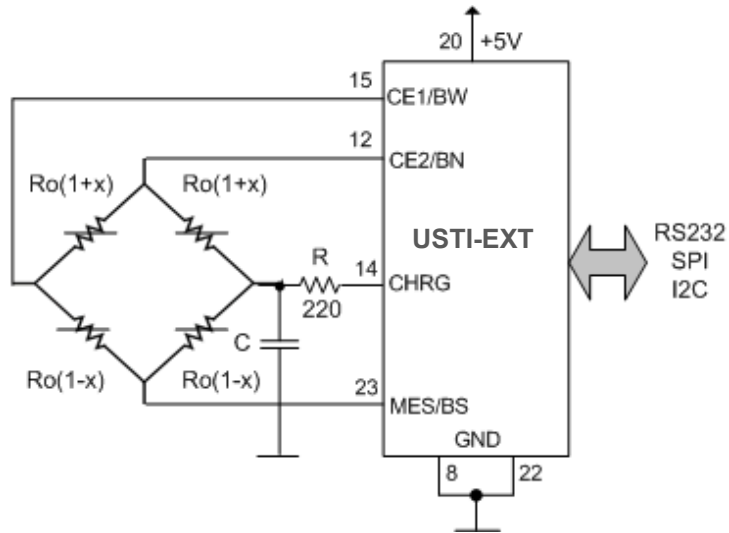 20
+5V
15
CE1/BW
12
CE2/BN
Ro(1+x)
Ro(1+x)
USTI-EXT
R
14
CHRG
220
RS232
SPI
I2C
C
Ro(1-x)
Ro(1-x)
23
MES/BS
GND
8
22